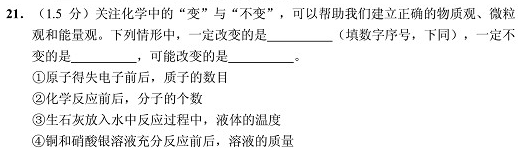 21. （1.5 分）关注化学中的“变”与“不变”，可以帮助我们建立正确的物质观、微粒
观和能量观。下列情形中，一定改变的是__________（填数字序号，下同），一定不
变的是__________，可能改变的是__________。
①原子得失电子前后，质子的数目
②化学反应前后，分子的个数
③生石灰放入水中反应过程中，液体的温度
④铜和硝酸银溶液充分反应前后，溶液的质量